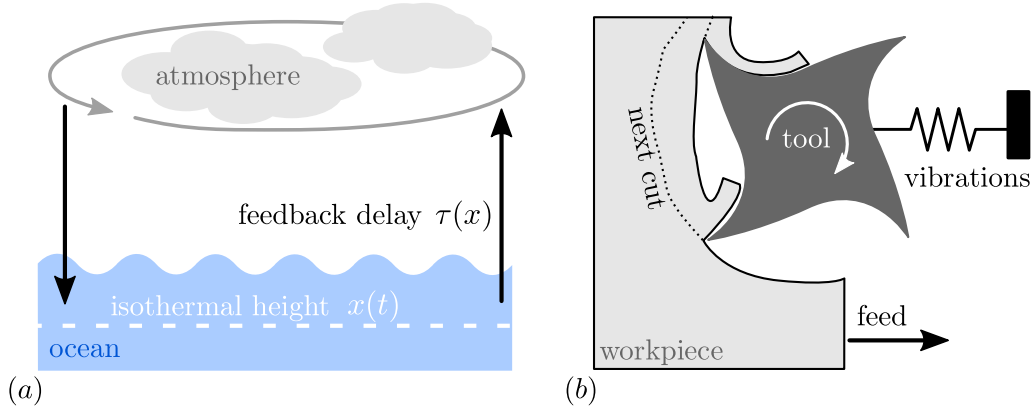 atmosphere
feedback delay τ(x)
isothermal height x(t)
ocean
(a)
next cut
tool
vibrations
feed
workpiece
(b)